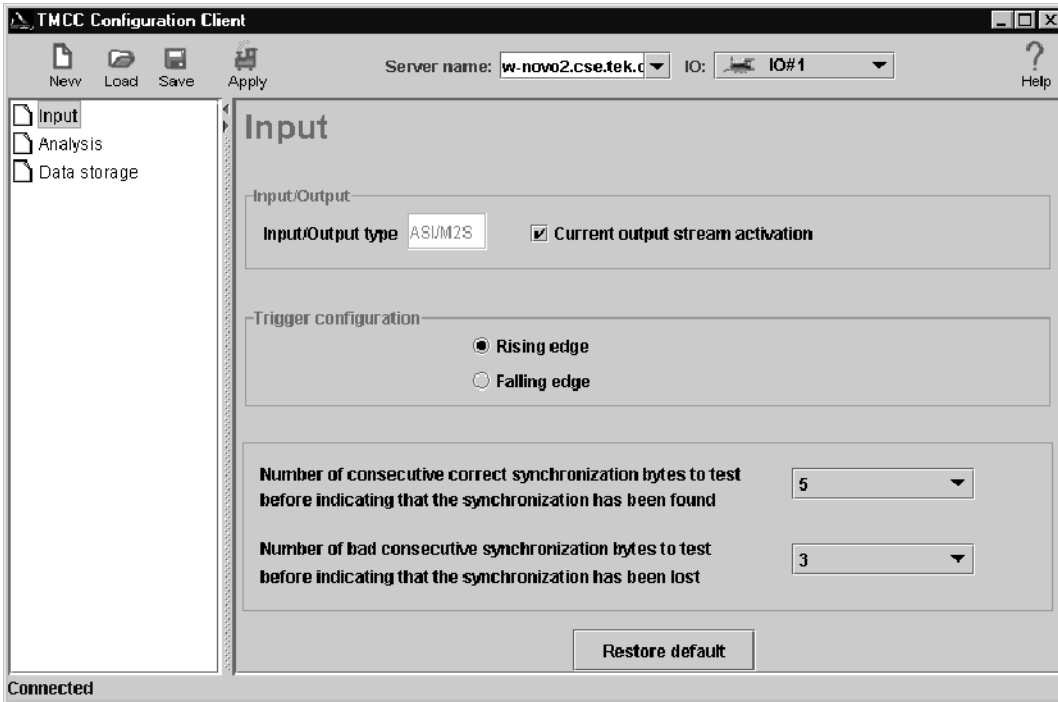 TMCC Configuration Client
New Load Save Apply Server name: w-novo2.cse.tek.c IO: IO#1 Help
Input
Analysis
Data storage
Input
Input/Output
Input/Output type ASI/M2S Current output stream activation
Trigger configuration
Rising edge
Falling edge
Number of consecutive correct synchronization bytes to test
before indicating that the synchronization has been found
5
Number of bad consecutive synchronization bytes to test
before indicating that the synchronization has been lost
3
Restore default
Connected